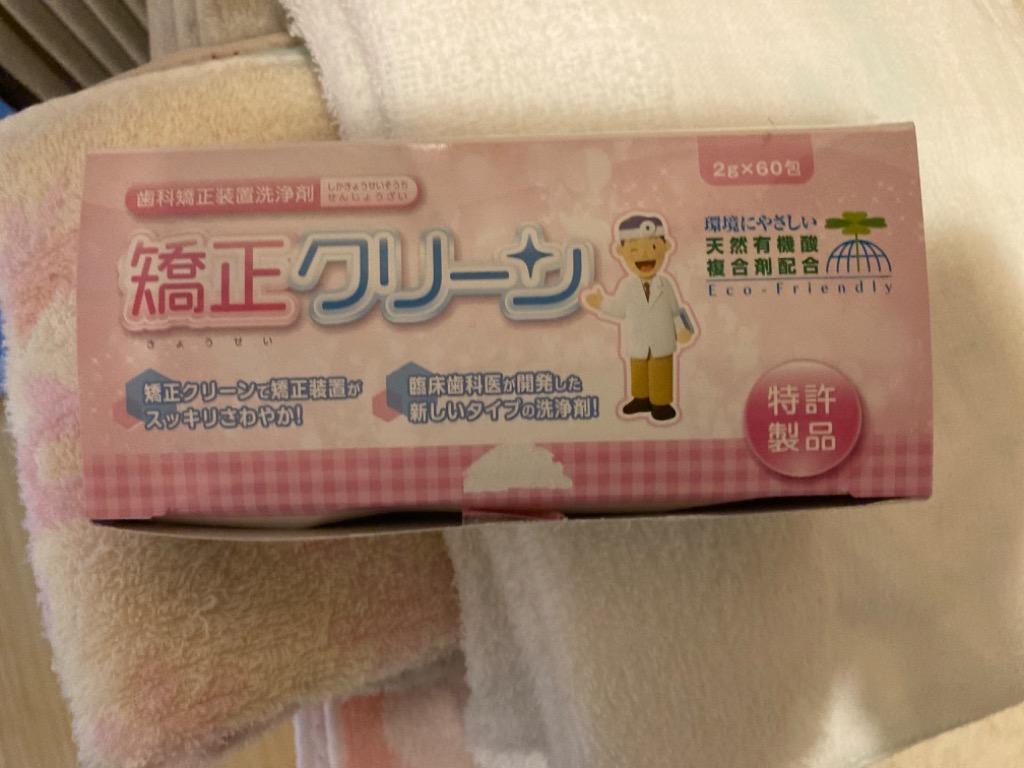 2g×60包
歯科矯正装置洗浄剤
しかきょうせいそうち
せんじょうざい
矯正クリーン
きょうせい
環境にやさしい
天然有機酸
複合剤配合
Eco-Friendly
矯正クリーンで矯正装置が
スッキリさわやか!
臨床歯科医が開発した
新しいタイプの洗浄剤!
特許
製品